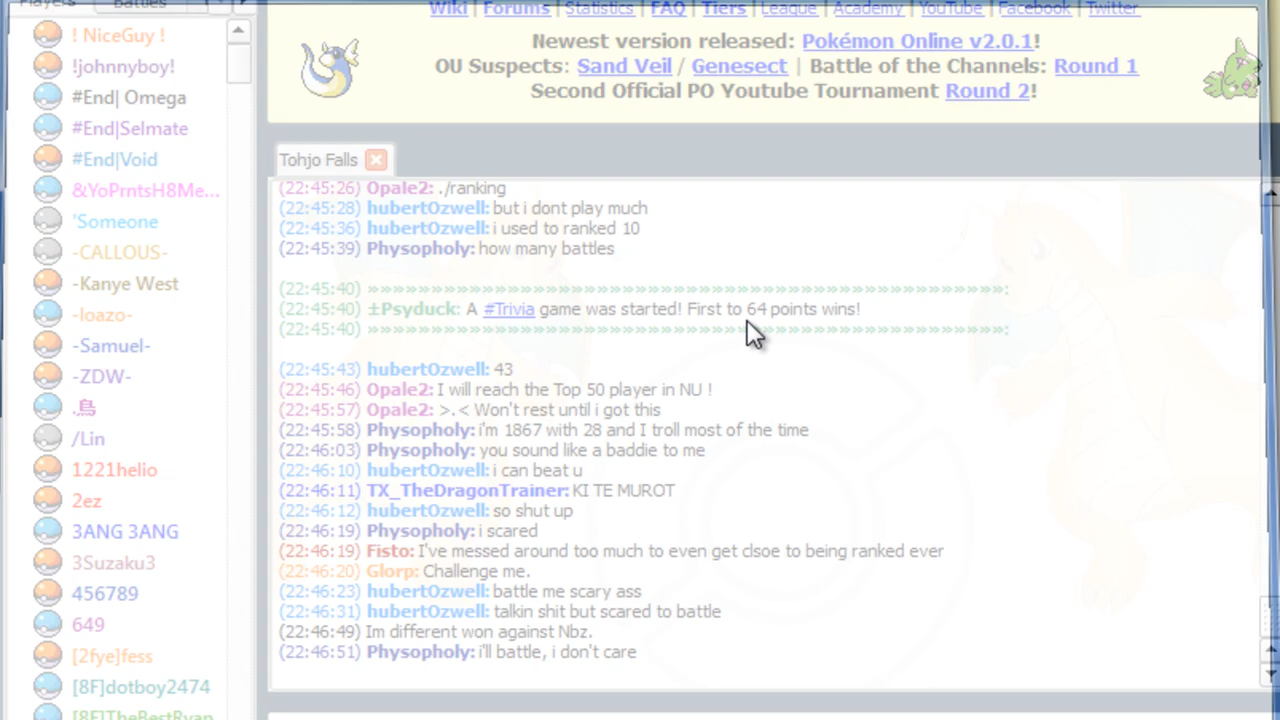 Players Battles
! NiceGuy !
!johnnyboy!
#End| Omega
#End|Selmate
#End|Void
&YoPrntsH8Me...
'Someone
-CALLOUS-
-Kanye West
-loazo-
-Samuel-
-ZDW-
.鳥
/Lin
1221helio
2ez
3ANG 3ANG
3Suzaku3
456789
649
[2fye]fess
[8F]dotboy2474
[8F]TheBestRyan
Wiki | Forums | Statistics | FAQ | Tiers | League | Academy | YouTube | Facebook | Twitter
Newest version released: Pokémon Online v2.0.1!
OU Suspects: Sand Veil / Genesect | Battle of the Channels: Round 1
Second Official PO Youtube Tournament Round 2!
Tohjo Falls
(22:45:26) Opale2: ./ranking
(22:45:28) hubertOzwell: but i dont play much
(22:45:36) hubertOzwell: i used to ranked 10
(22:45:39) Physopholy: how many battles
(22:45:40) »»»»»»»»»»»»»»»»»»»»»»»»»»»»»»»»»»»»»»»»»»»»»»»»»»»»»»»»»»»»:
(22:45:40) ±Psyduck: A #Trivia game was started! First to 64 points wins!
(22:45:40) »»»»»»»»»»»»»»»»»»»»»»»»»»»»»»»»»»»»»»»»»»»»»»»»»»»»»»»»»»»»:
(22:45:43) hubertOzwell: 43
(22:45:46) Opale2: I will reach the Top 50 player in NU !
(22:45:57) Opale2: >.< Won't rest until i got this
(22:45:58) Physopholy: i'm 1867 with 28 and I troll most of the time
(22:46:03) Physopholy: you sound like a baddie to me
(22:46:10) hubertOzwell: i can beat u
(22:46:11) TX_TheDragonTrainer: KI TE MUROT
(22:46:12) hubertOzwell: so shut up
(22:46:19) Physopholy: i scared
(22:46:19) Fisto: I've messed around too much to even get clsoe to being ranked ever
(22:46:20) Glorp: Challenge me.
(22:46:23) hubertOzwell: battle me scary ass
(22:46:31) hubertOzwell: talkin shit but scared to battle
(22:46:49) Im different won against Nbz.
(22:46:51) Physopholy: i'll battle, i don't care